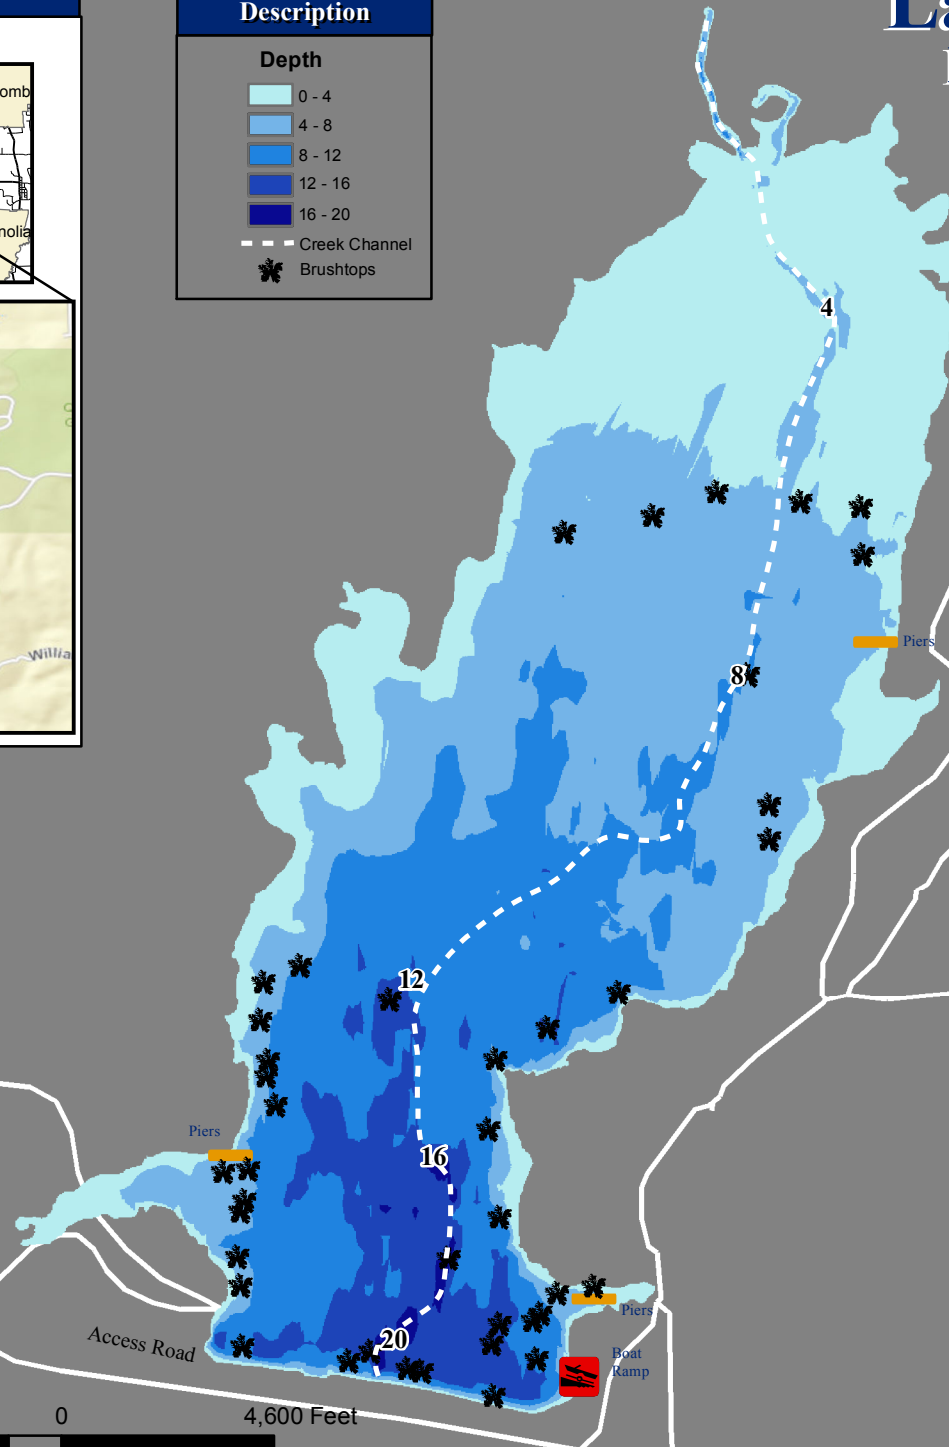 Description
Depth
0 - 4
4 - 8
8 - 12
12 - 16
16 - 20
Creek Channel
Brushtops
4
Piers
8
12
Piers
16
Piers
20
Access Road
Boat
Ramp
0
4,600 Feet